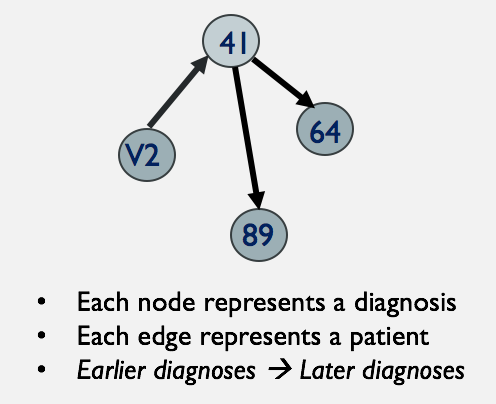 41
64
V2
89
• Each node represents a diagnosis
• Each edge represents a patient
• Earlier diagnoses → Later diagnoses